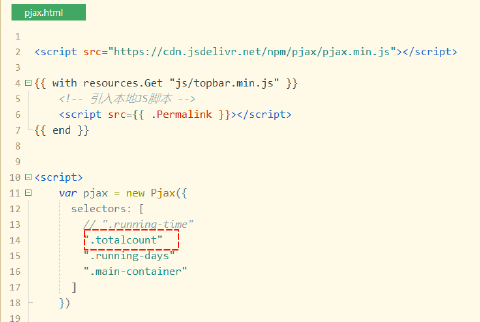 pjax.html
1
2 <script src="https://cdn.jsdelivr.net/npm/pjax/pjax.min.js"></script>
3
4 {{ with resources.Get "js/topbar.min.js" }}
5 <!-- 引入本地JS脚本 -->
6 <script src={{ .Permalink }}></script>
7 {{ end }}
8
9
10 <script>
11 var pjax = new Pjax({
12 selectors: [
13 // ".running-time"
14 ".totalcount"
15 ".running-days"
16 ".main-container"
17 ]
18 })
19